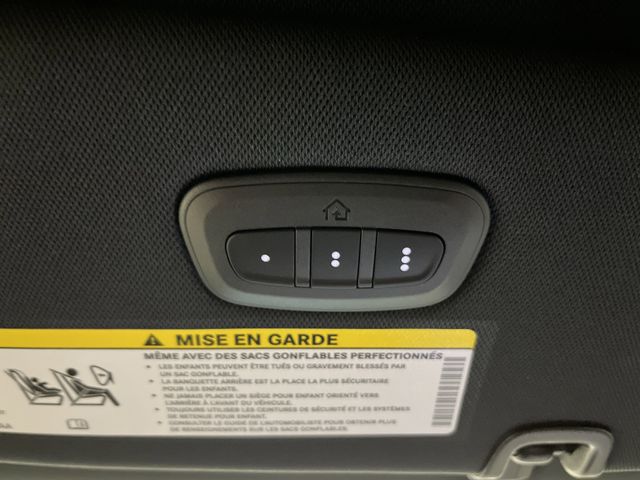 MISE EN GARDE
MÊME AVEC DES SACS GONFLABLES PERFECTIONNÉS
• LES ENFANTS PEUVENT ÊTRE TUÉS OU GRAVEMENT BLESSÉS PAR
UN SAC GONFLABLE.
• LA BANQUETTE ARRIÈRE EST LA PLACE LA PLUS SÉCURITAIRE
POUR LES ENFANTS.
• NE JAMAIS PLACER UN SIÈGE POUR ENFANT ORIENTÉ VERS
L'ARRIÈRE À L'AVANT DU VÉHICULE.
• TOUJOURS UTILISER LES CEINTURES DE SÉCURITÉ ET LES SYSTÈMES
DE RETENUE POUR ENFANT.
• CONSULTER LE GUIDE DE L'AUTOMOBILISTE POUR OBTENIR PLUS
DE RENSEIGNEMENTS SUR LES SACS GONFLABLES.